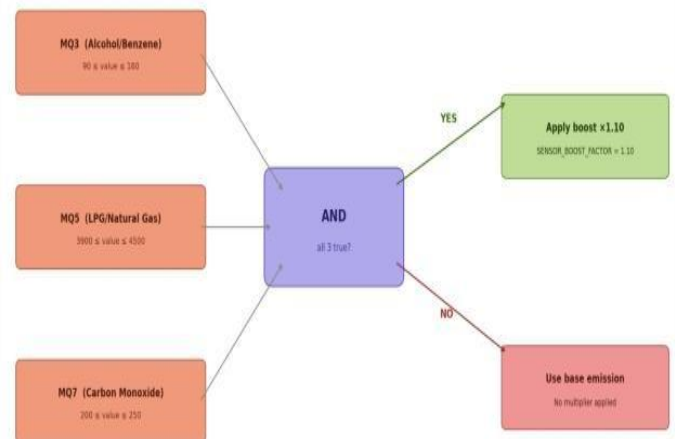 MQ3 (Alcohol/Benzene)
90 ≤ value ≤ 180
MQ5 (LPG/Natural Gas)
≤ value ≤ 4500
MQ7 (Carbon Monoxide)
200 ≤ value ≤ 250
AND
all 3 true?
YES
Apply boost ×1.10
SENSOR_BOOST_FACTOR = 1.10
NO
Use base emission
No multiplier applied